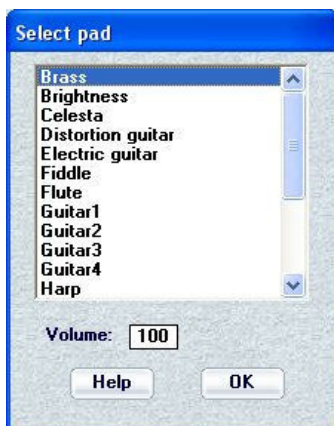 Select pad
Brass
Brightness
Celesta
Distortion guitar
Electric guitar
Fiddle
Flute
Guitar1
Guitar2
Guitar3
Guitar4
Harp
Volume: 100
Help OK